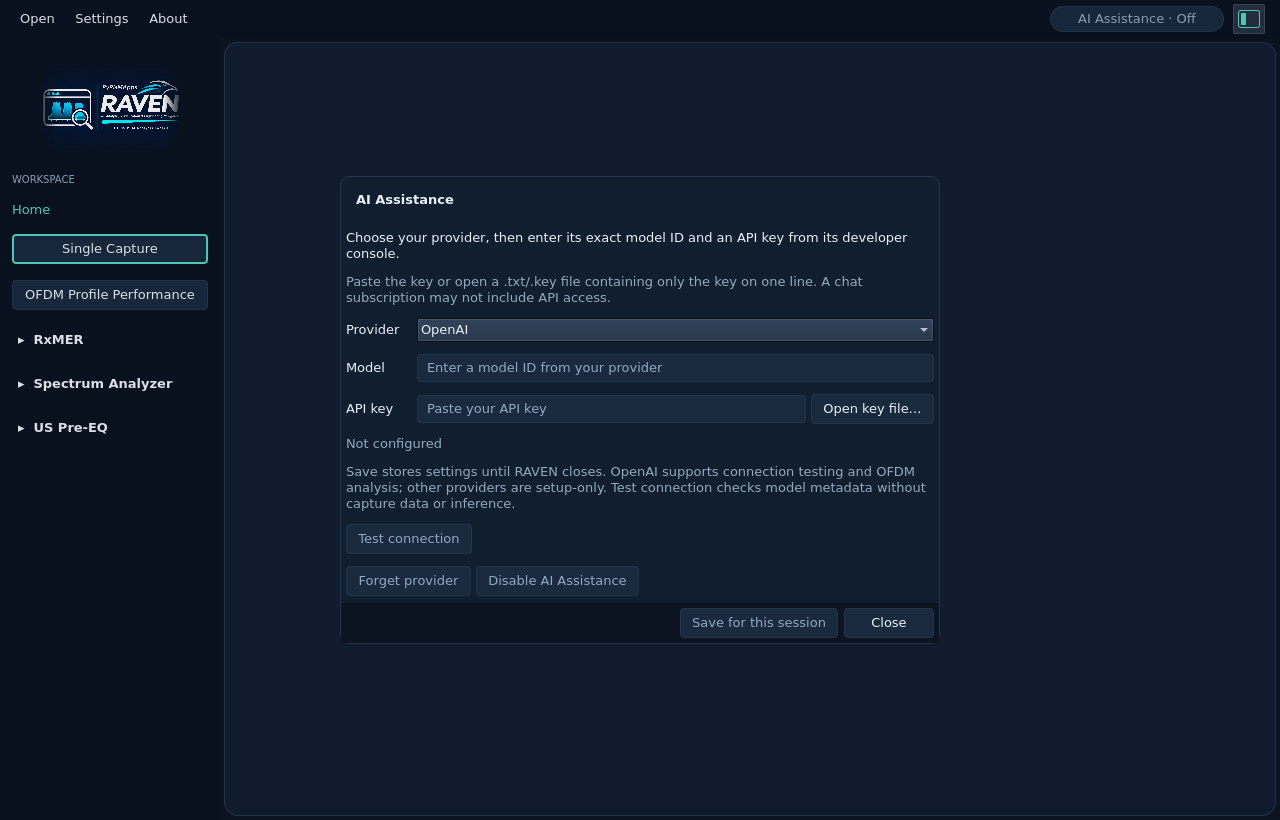 Open Settings About
AI Assistance · Off
PyPNMApps
RAVEN
WORKSPACE
Home
Single Capture
OFDM Profile Performance
▸ RxMER
▸ Spectrum Analyzer
▸ US Pre-EQ
AI Assistance
Choose your provider, then enter its exact model ID and an API key from its developer
console.
Paste the key or open a .txt/.key file containing only the key on one line. A chat
subscription may not include API access.
Provider OpenAI
Model Enter a model ID from your provider
API key Paste your API key Open key file...
Not configured
Save stores settings until RAVEN closes. OpenAI supports connection testing and OFDM
analysis; other providers are setup-only. Test connection checks model metadata without
capture data or inference.
Test connection
Forget provider Disable AI Assistance
Save for this session Close